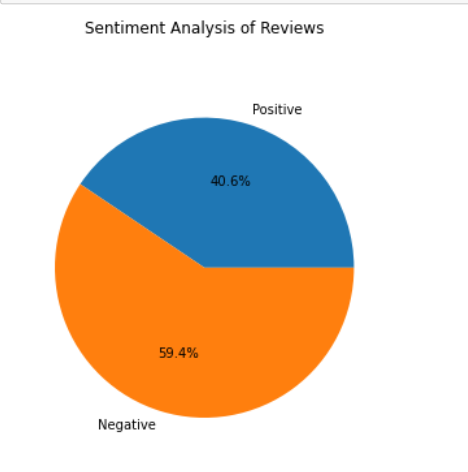 Sentiment Analysis of Reviews
Positive
40.6%
59.4%
Negative